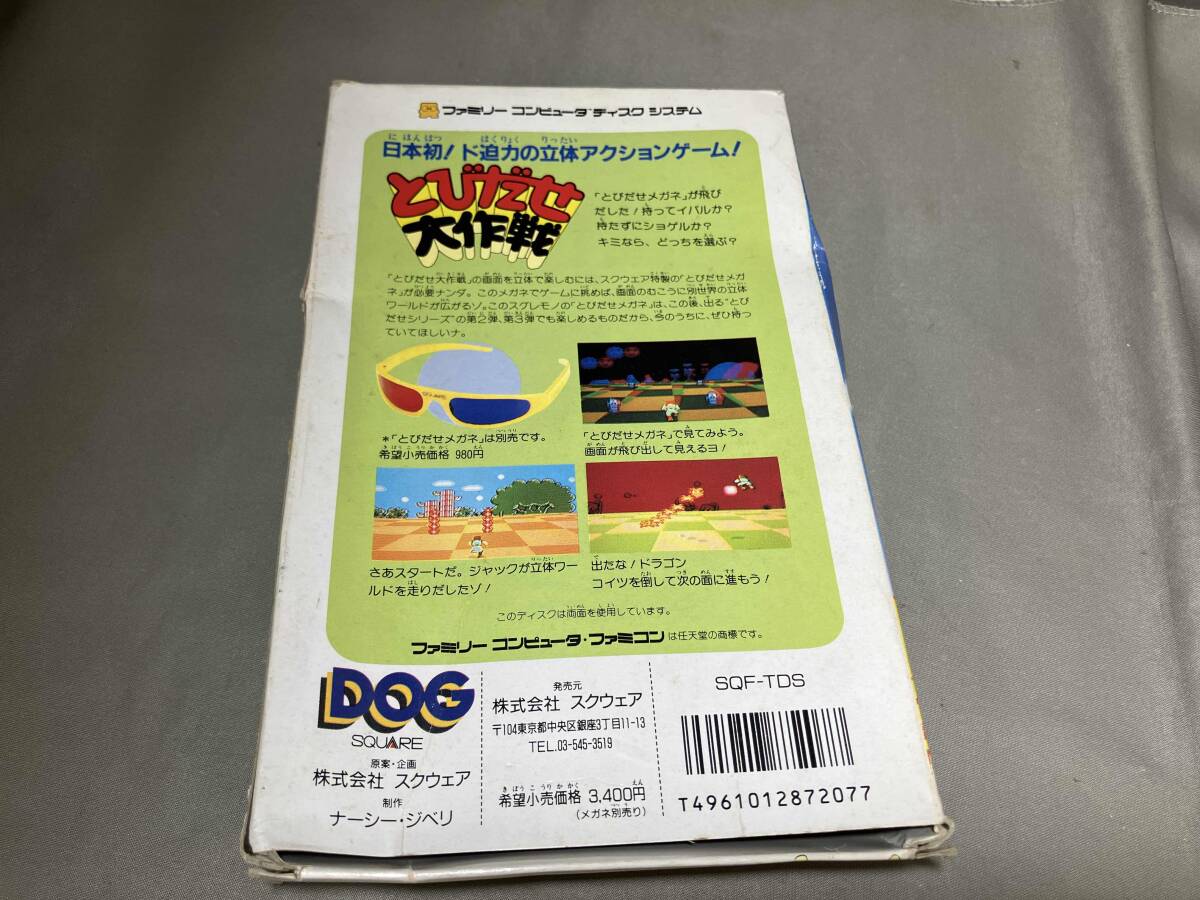 ファミリー コンピュータ ディスク システム
日本初！ド迫力の立体アクションゲーム！
とびだせ
大作戦
「とびだせメガネ」が飛び
だした！持ってイバルか？
持たずにショゲルか？
キミなら、どっちを選ぶ？
「とびだせ大作戦」の画面を立体で楽しむには、スクウェア特製の「とびだせメガ
ネ」が必要ナンダ。このメガネでゲームに挑めば、画面のむこうに別世界の立体
ワールドが広がるゾ。このスグレモノの「とびだせメガネ」は、この後、出る“とび
だせシリーズ”の第2弾、第3弾でも楽しめるものだから、今のうちに、ぜひ持っ
ていてほしいナ。
SQUARE
＊「とびだせメガネ」は別売です。
希望小売価格 980円
「とびだせメガネ」で見てみよう。
画面が飛び出して見えるヨ！
さあスタートだ。ジャックが立体ワー
ルドを走りだしたゾ！
出たな！ドラゴン
コイツを倒して次の面に進もう！
このディスクは両面を使用しています。
ファミリー コンピュータ・ファミコン は任天堂の商標です。
DOG
SQUARE
原案・企画
株式会社 スクウェア
制作
ナーシー・ジベリ
発売元
株式会社 スクウェア
〒104東京都中央区銀座3丁目11-13
TEL.03-545-3519
希望小売価格 3,400円
（メガネ別売り）
SQF-TDS
T4961012872077